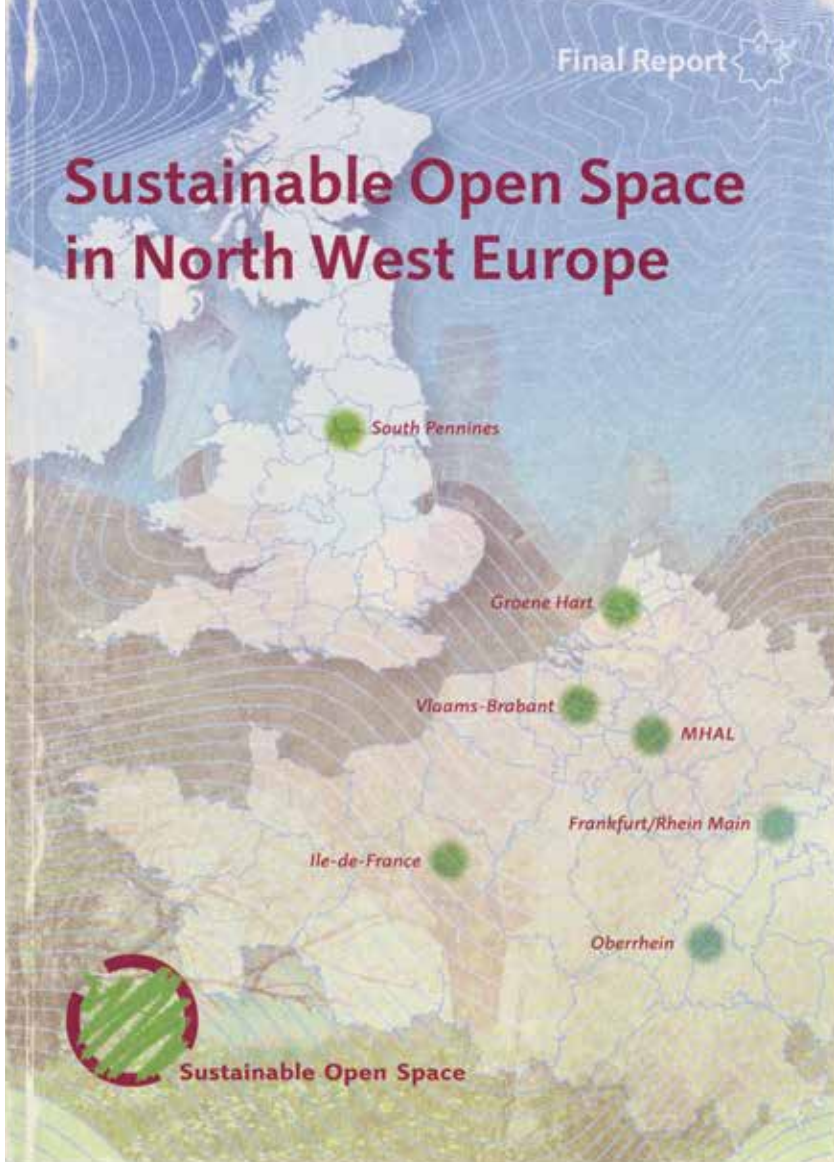 Final Report
Sustainable Open Space
in North West Europe
South Pennines
Groene Hart
Vlaams-Brabant
MHAL
Frankfurt/Rhein Main
Ile-de-France
Oberrhein
Sustainable Open Space